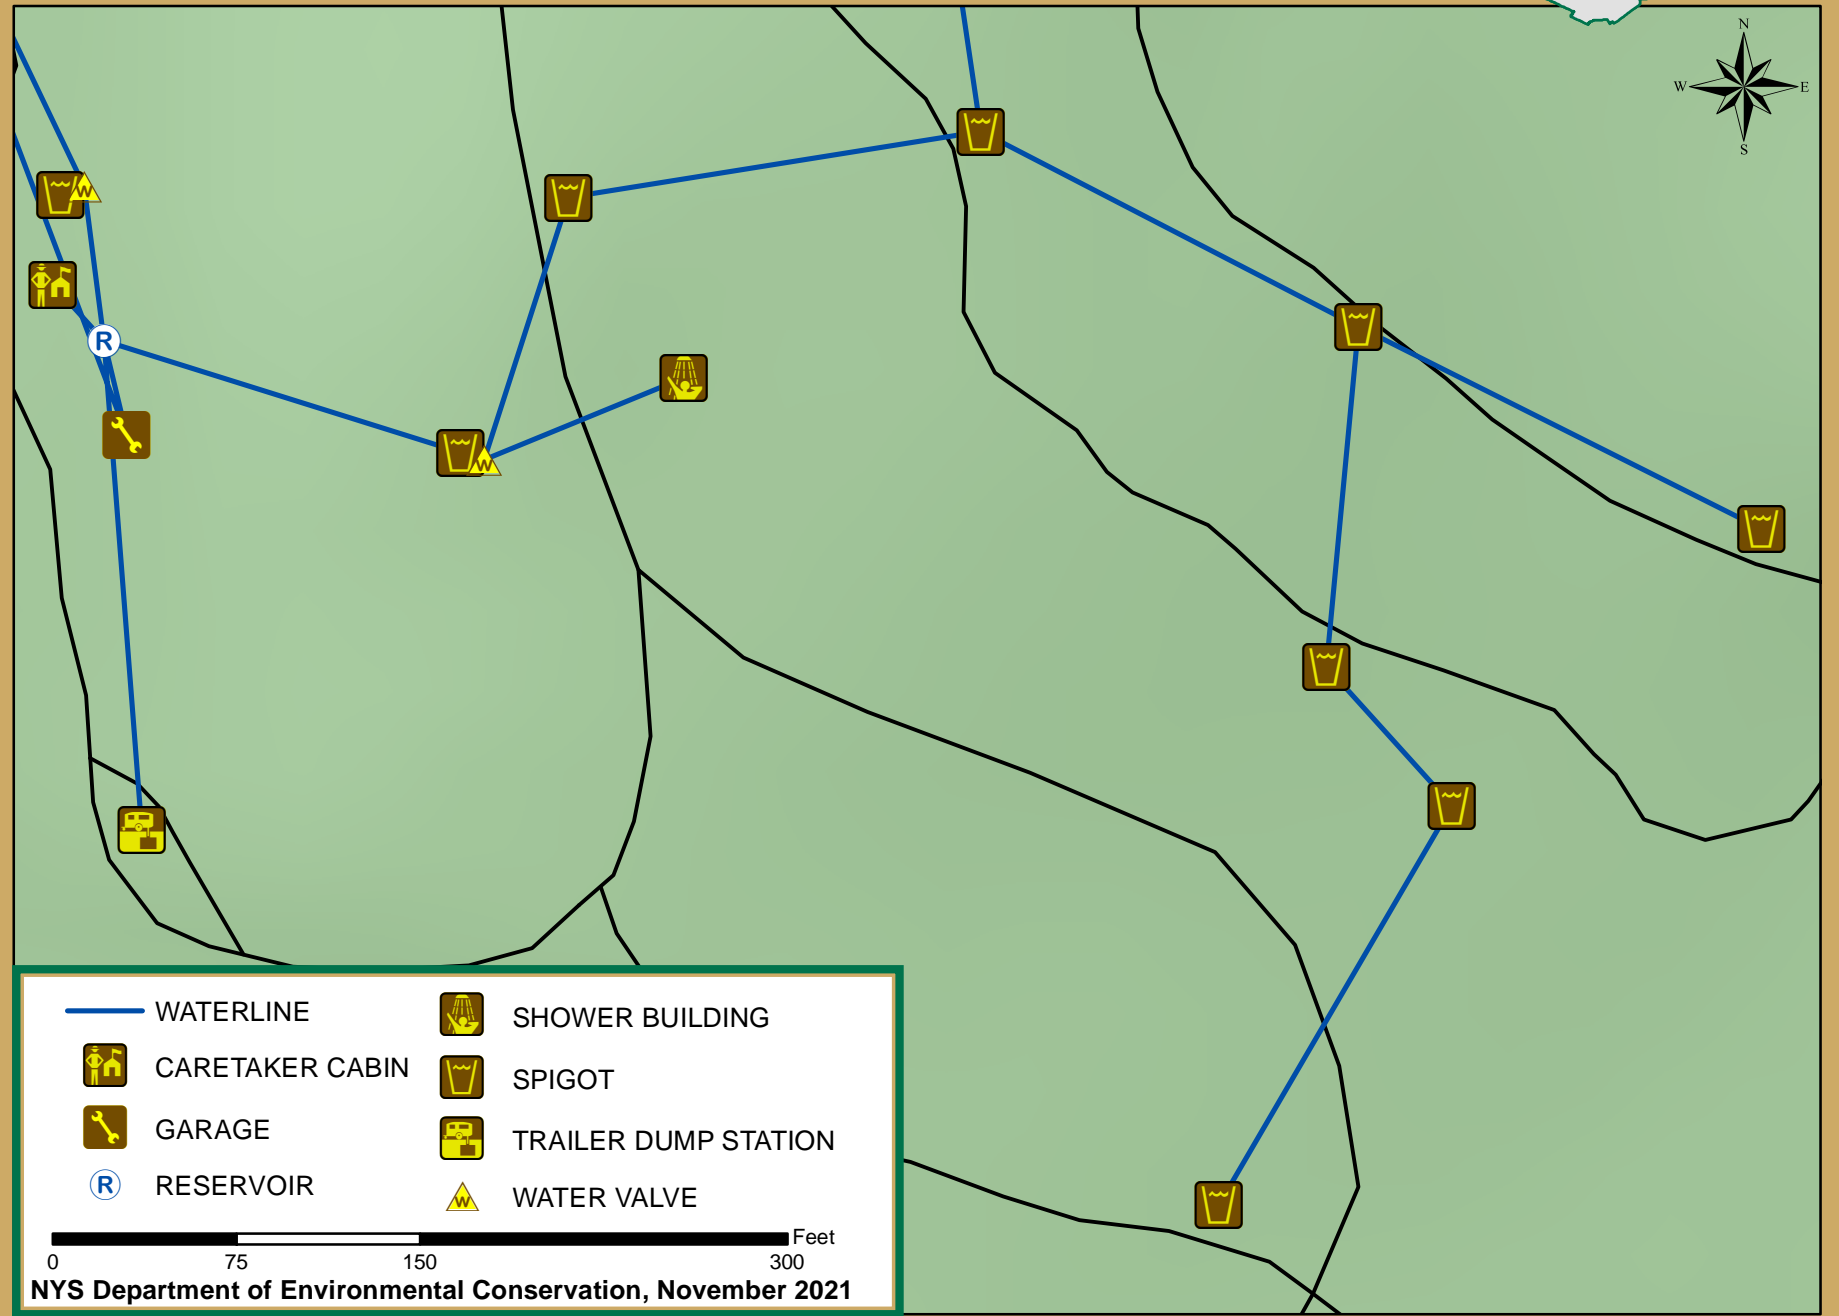 N
W E
S
W
R
W
WATERLINE
SHOWER BUILDING
CARETAKER CABIN
SPIGOT
GARAGE
TRAILER DUMP STATION
R RESERVOIR
W WATER VALVE
Feet
0 75 150 300
NYS Department of Environmental Conservation, November 2021